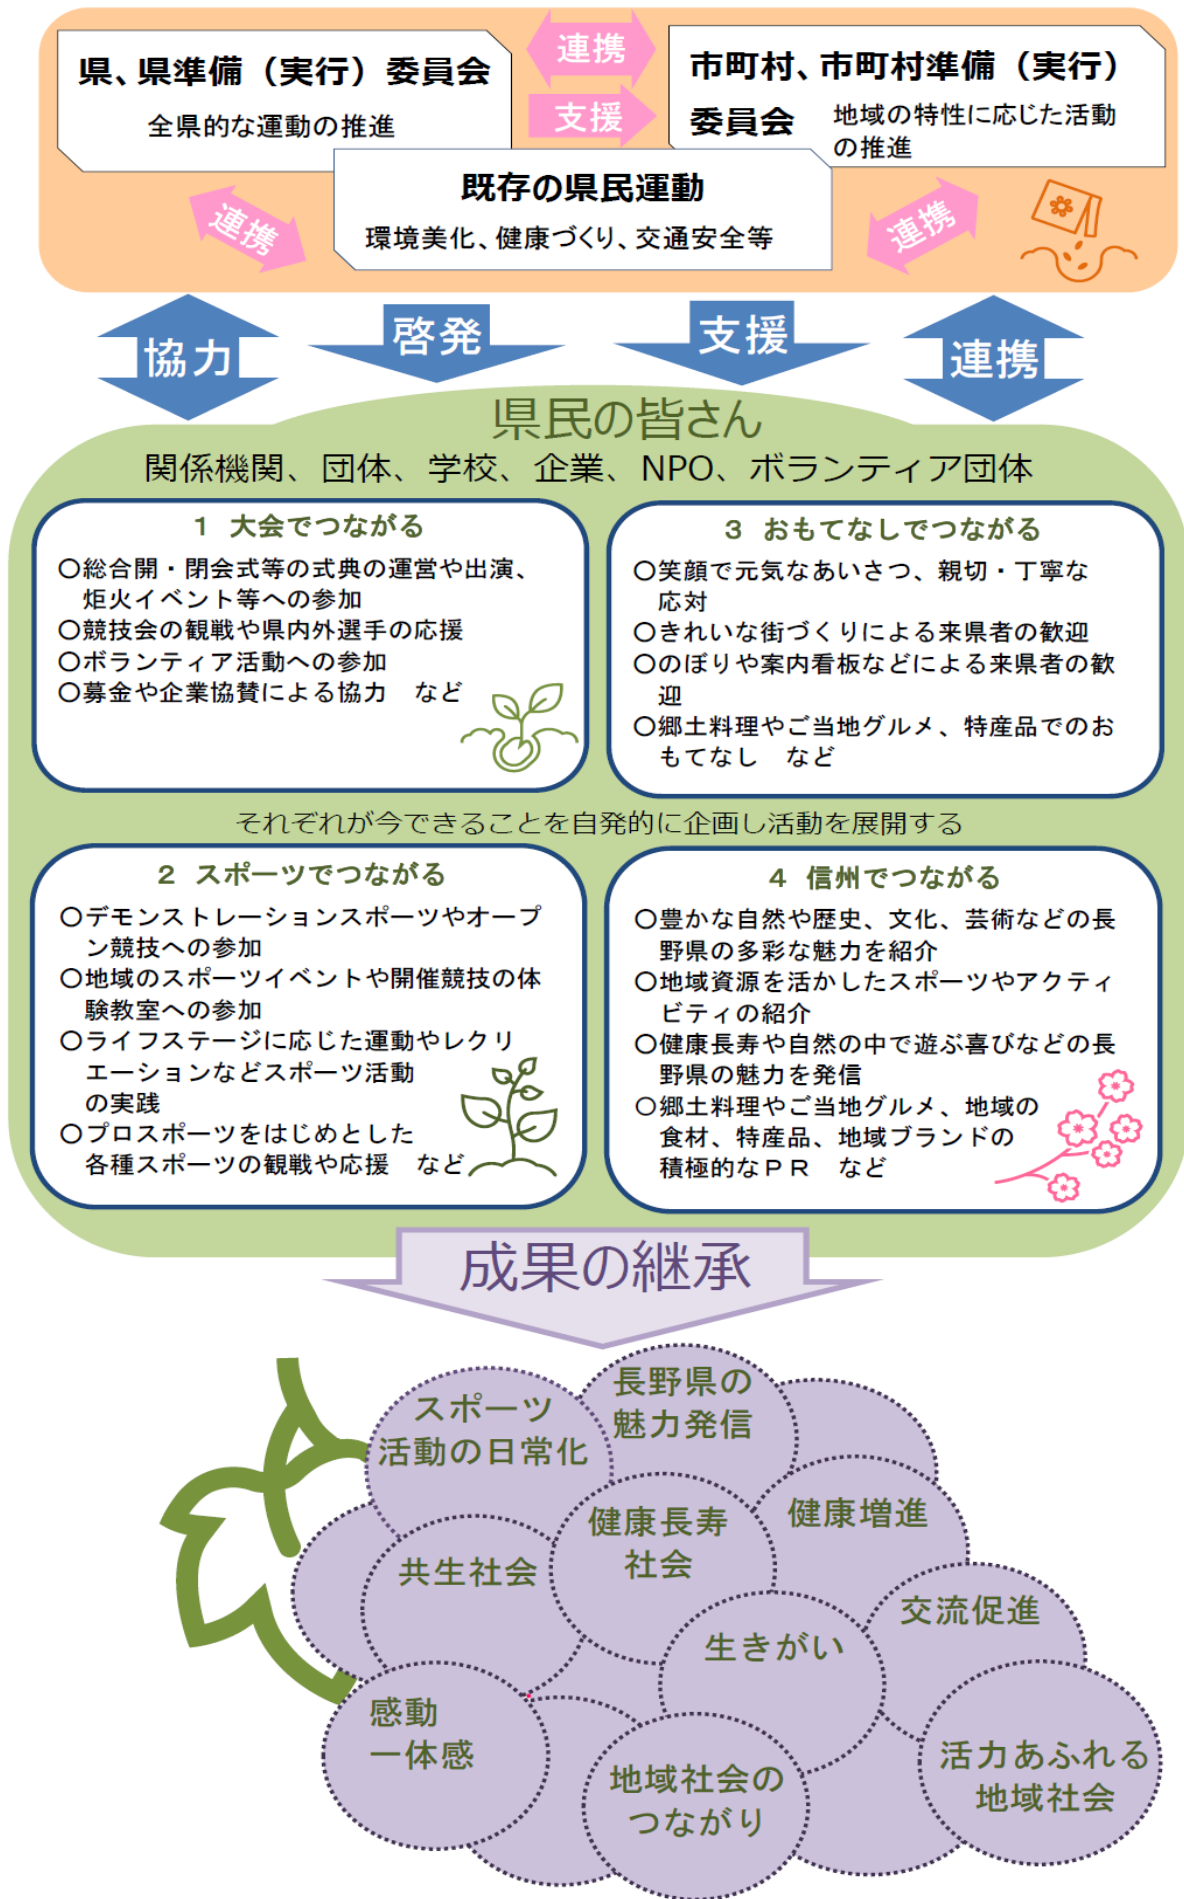 県、県準備（実行）委員会
全県的な運動の推進
連携
支援
市町村、市町村準備（実行）
委員会
地域の特性に応じた活動
の推進
既存の県民運動
環境美化、健康づくり、交通安全等
連携
連携
協力
啓発
支援
連携
県民の皆さん
関係機関、団体、学校、企業、NPO、ボランティア団体
１ 大会でつながる
〇総合開・閉会式等の式典の運営や出演、
炬火イベント等への参加
〇競技会の観戦や県内外選手の応援
〇ボランティア活動への参加
〇募金や企業協賛による協力　など
３ おもてなしでつながる
〇笑顔で元気なあいさつ、親切・丁寧な
応対
〇きれいな街づくりによる来県者の歓迎
〇のぼりや案内看板などによる来県者の歓
迎
〇郷土料理やご当地グルメ、特産品でのお
もてなし　など
それぞれが今できることを自発的に企画し活動を展開する
２ スポーツでつながる
〇デモンストレーションスポーツやオープ
ン競技への参加
〇地域のスポーツイベントや開催競技の体
験教室への参加
〇ライフステージに応じた運動やレクリ
エーションなどスポーツ活動
の実践
〇プロスポーツをはじめとした
各種スポーツの観戦や応援　など
４ 信州でつながる
〇豊かな自然や歴史、文化、芸術などの長
野県の多彩な魅力を紹介
〇地域資源を活かしたスポーツやアクティ
ビティの紹介
〇健康長寿や自然の中で遊ぶ喜びなどの長
野県の魅力を発信
〇郷土料理やご当地グルメ、地域の
食材、特産品、地域ブランドの
積極的なＰＲ　など
成果の継承
スポーツ
活動の日常化
長野県の
魅力発信
健康長寿
社会
健康増進
共生社会
交流促進
生きがい
感動
一体感
地域社会の
つながり
活力あふれる
地域社会